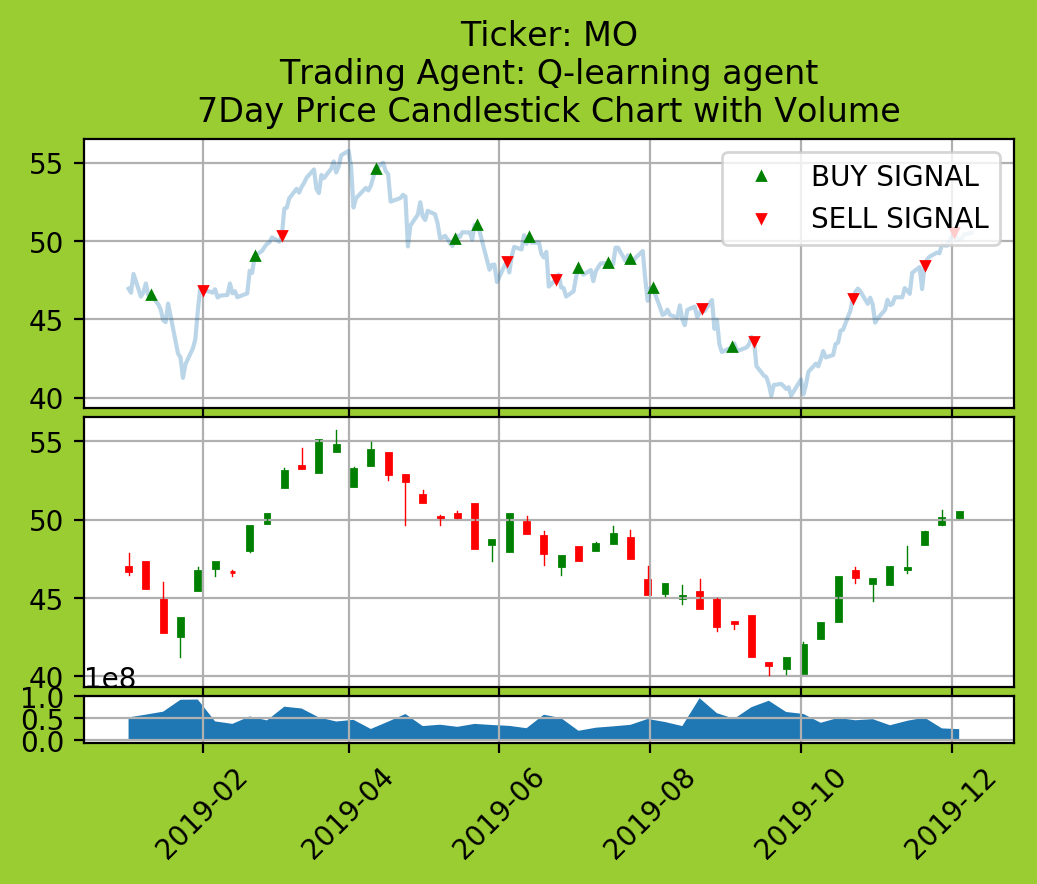 Ticker: MO
Trading Agent: Q-learning agent
7Day Price Candlestick Chart with Volume
55
50
45
40
BUY SIGNAL
SELL SIGNAL
55
50
45
40
1e8
1.0
0.5
0.0
2019-02
2019-04
2019-06
2019-08
2019-10
2019-12